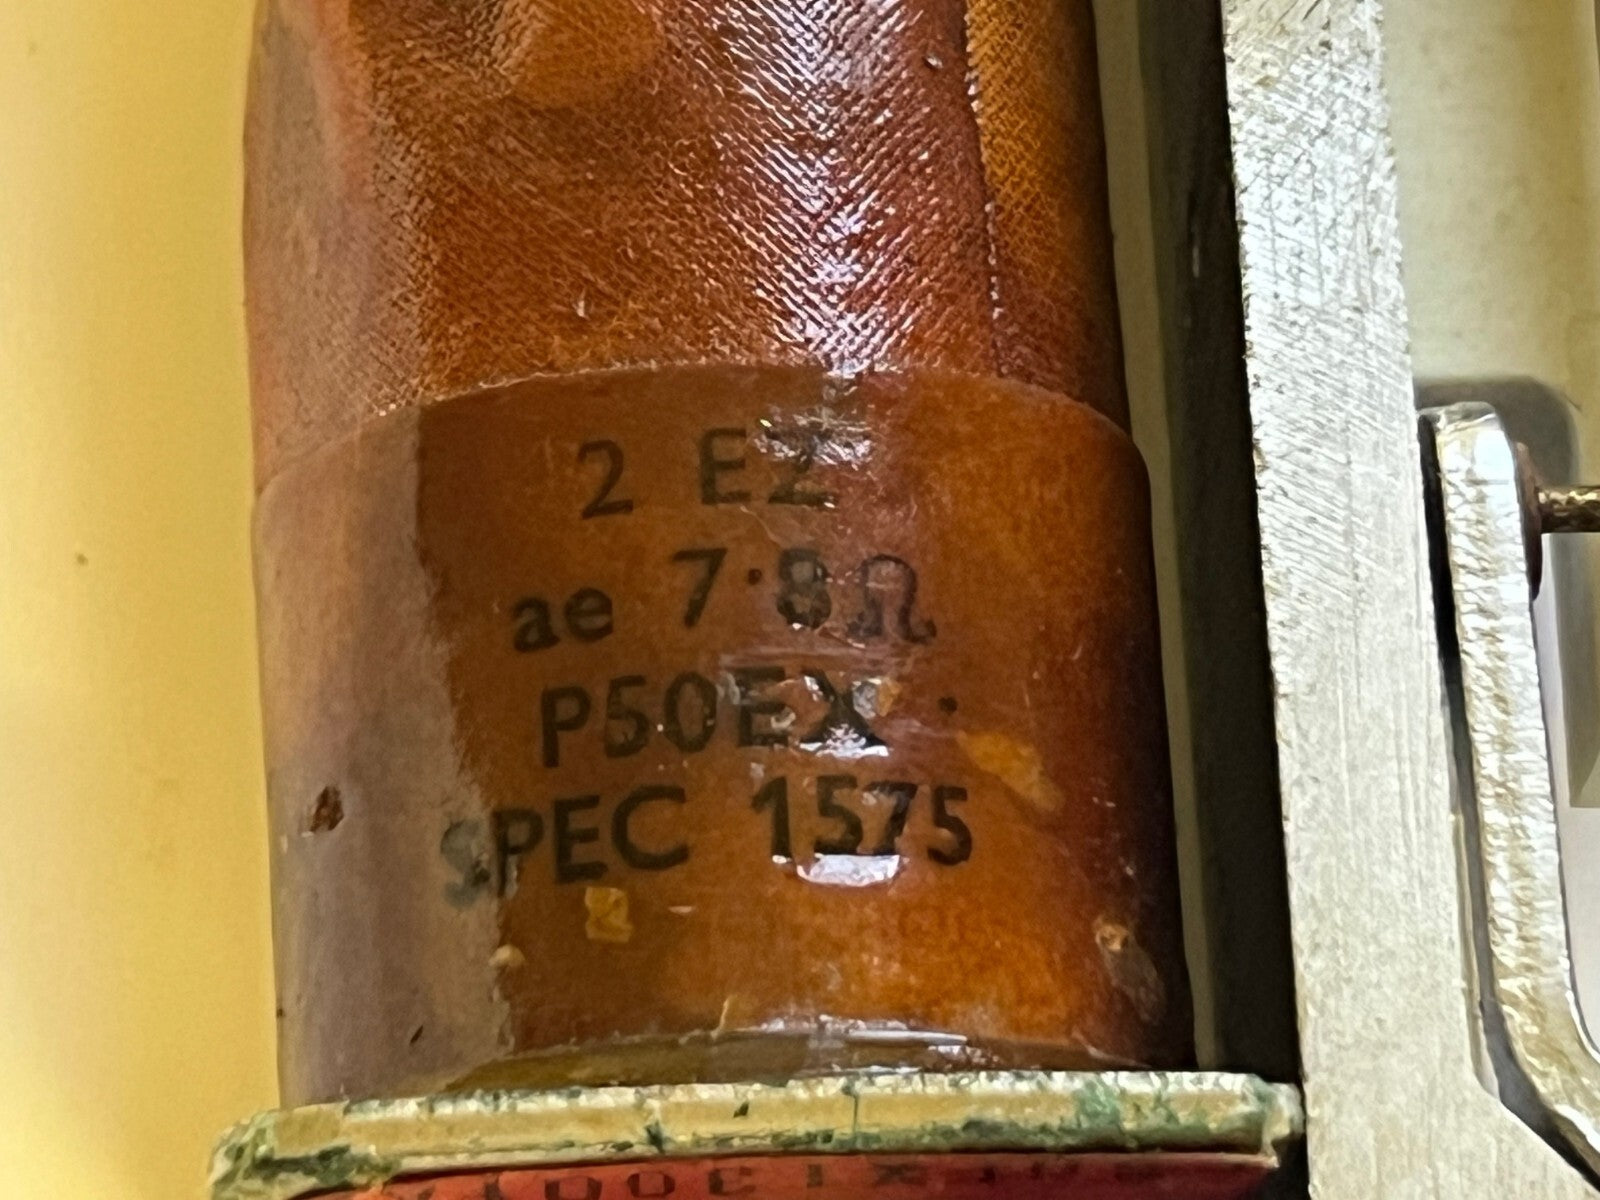 2 EZ
ae 7·8Ω
P50EX
SPEC 1575